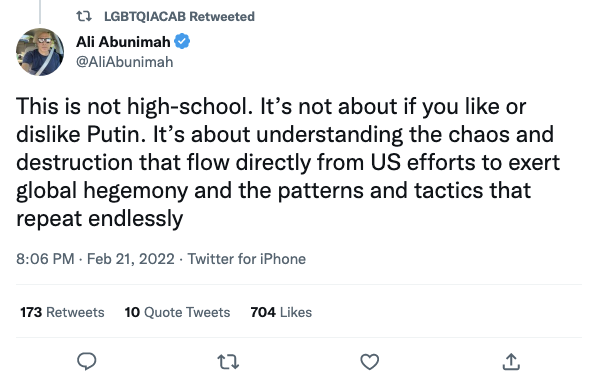 LGBTQIACAB Retweeted
Ali Abunimah
@AliAbunimah
This is not high-school. It’s not about if you like or
dislike Putin. It’s about understanding the chaos and
destruction that flow directly from US efforts to exert
global hegemony and the patterns and tactics that
repeat endlessly
8:06 PM · Feb 21, 2022 · Twitter for iPhone
173 Retweets 10 Quote Tweets 704 Likes